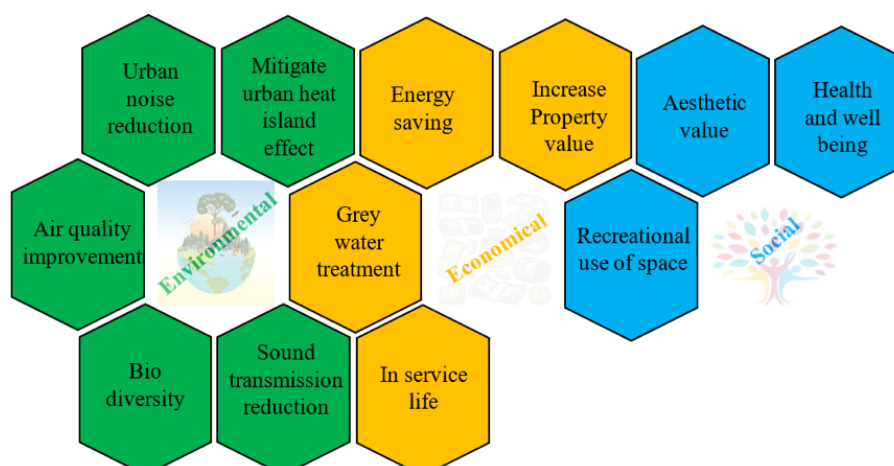 Urban
noise
reduction
Mitigate
urban heat
island
effect
Energy
saving
Increase
Property
value
Aesthetic
value
Health
and well
being
Air quality
improvement
Environmental
Grey
water
treatment
Economical
Recreational
use of space
Social
Bio
diversity
Sound
transmission
reduction
In service
life